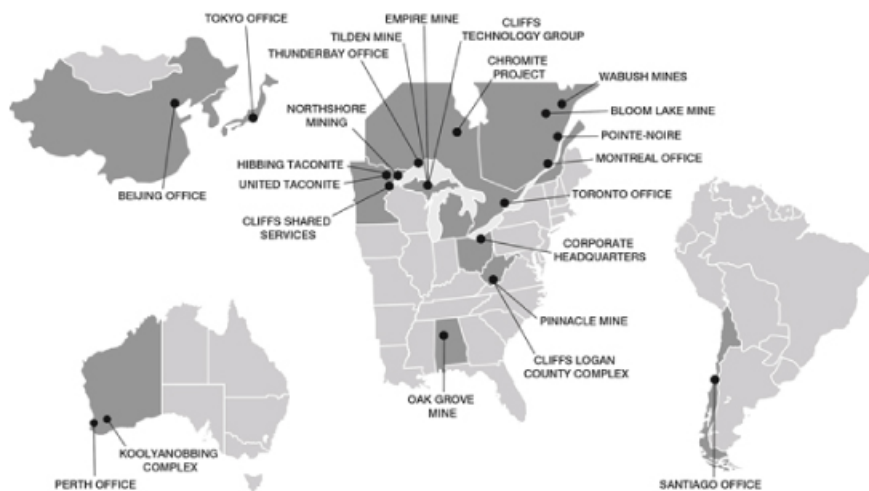 TOKYO OFFICE
BEIJING OFFICE
EMPIRE MINE
TILDEN MINE
THUNDERBAY OFFICE
CLIFFS
TECHNOLOGY GROUP
CHROMITE
PROJECT
WABUSH MINES
BLOOM LAKE MINE
POINTE-NOIRE
MONTREAL OFFICE
TORONTO OFFICE
NORTHSHORE
MINING
HIBBING TACONITE
UNITED TACONITE
CLIFFS SHARED
SERVICES
CORPORATE
HEADQUARTERS
PINNACLE MINE
CLIFFS LOGAN
COUNTY COMPLEX
OAK GROVE
MINE
KOOLYANOBBING
COMPLEX
PERTH OFFICE
SANTIAGO OFFICE